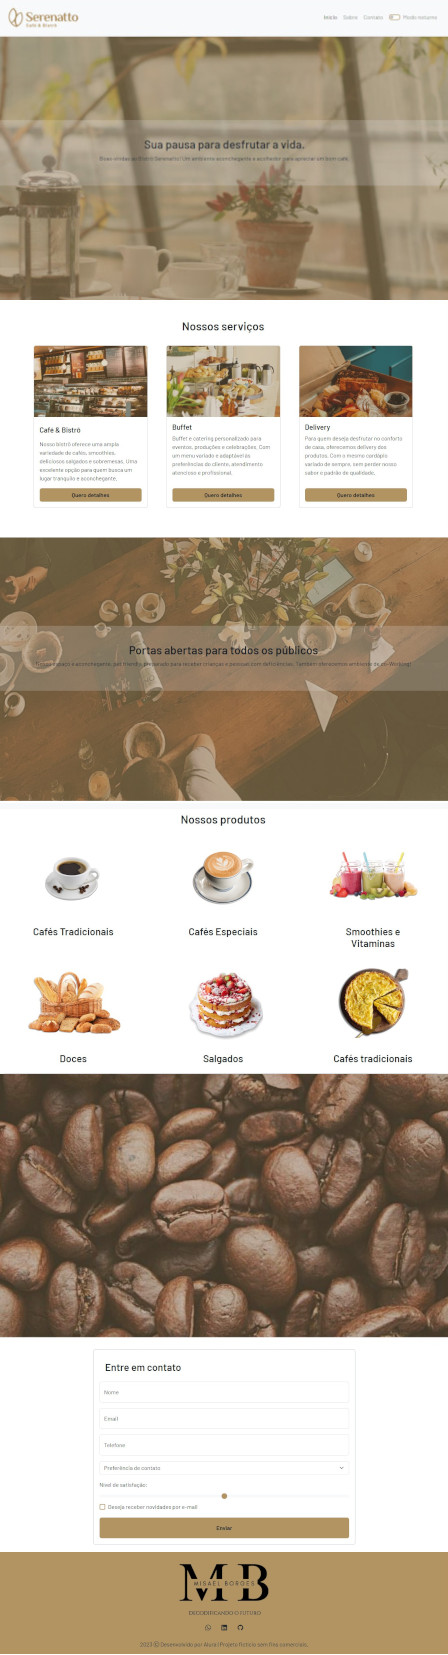 Serenatto
Café & Bistrô
Início Sobre Contato Modo noturno
Sua pausa para desfrutar a vida.
Boas-vindas ao Bistrô Serenatto! Um ambiente aconchegante e acolhedor para apreciar um bom café.
Nossos serviços
Café & Bistrô
Nosso bistrô oferece uma ampla
variedade de cafés, smoothies,
deliciosos salgados e sobremesas. Uma
excelente opção para quem busca um
lugar tranquilo e aconchegante.
Quero detalhes
Buffet
Buffet e catering personalizado para
eventos, produções e celebrações. Com
um menu variado e adaptável às
preferências do cliente, atendimento
atencioso e profissional.
Quero detalhes
Delivery
Para quem deseja desfrutar no conforto
de casa, oferecemos delivery dos
produtos. Com o mesmo cardápio
variado de sempre, sem perder nosso
sabor e padrão de qualidade.
Quero detalhes
Portas abertas para todos os públicos
Nossos produtos
Cafés Tradicionais
Cafés Especiais
Smoothies e
Vitaminas
Doces
Salgados
Cafés tradicionais
Entre em contato
Nome
Email
Telefone
Preferência de contato
Nível de satisfação:
Deseja receber novidades por e-mail
Enviar
MB
MISAEL BORGES
DECODIFICANDO O FUTURO
2023 © Desenvolvido por Alura | Projeto fictício sem fins comerciais.